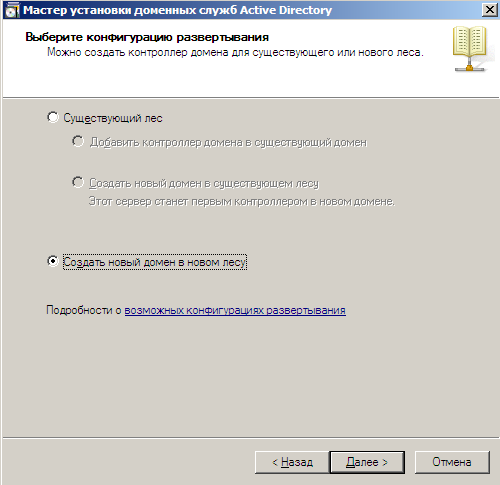 Мастер установки доменных служб Active Directory
Выберите конфигурацию развертывания
Можно создать контроллер домена для существующего или нового леса.
Существующий лес
Добавить контроллер домена в существующий домен
Создать новый домен в существующем лесу
Этот сервер станет первым контроллером в новом домене.
Создать новый домен в новом лесу
Подробности о возможных конфигурациях развертывания
< Назад
Далее >
Отмена